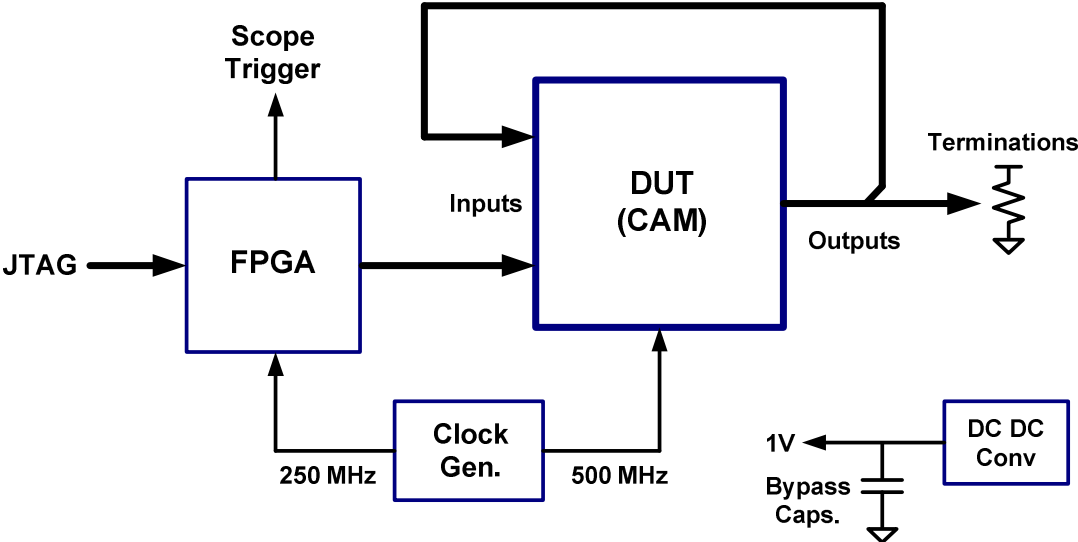 Scope
Trigger
JTAG
FPGA
Inputs
DUT
(CAM)
Outputs
Terminations
250 MHz
Clock
Gen.
500 MHz
1V
Bypass
Caps.
DC DC
Conv